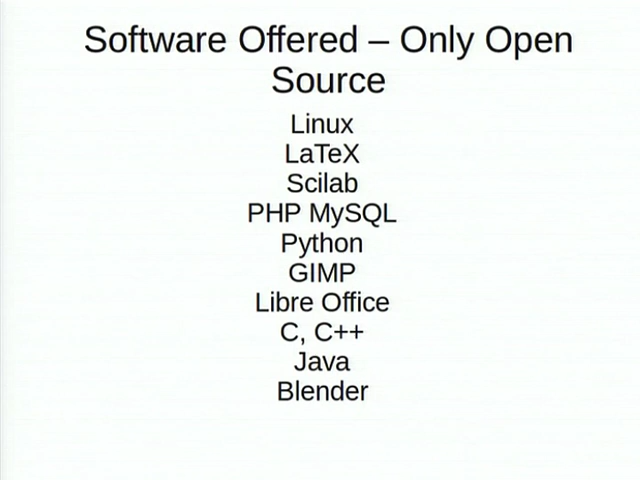 Software Offered – Only Open
Source
Linux
LaTeX
Scilab
PHP MySQL
Python
GIMP
Libre Office
C, C++
Java
Blender